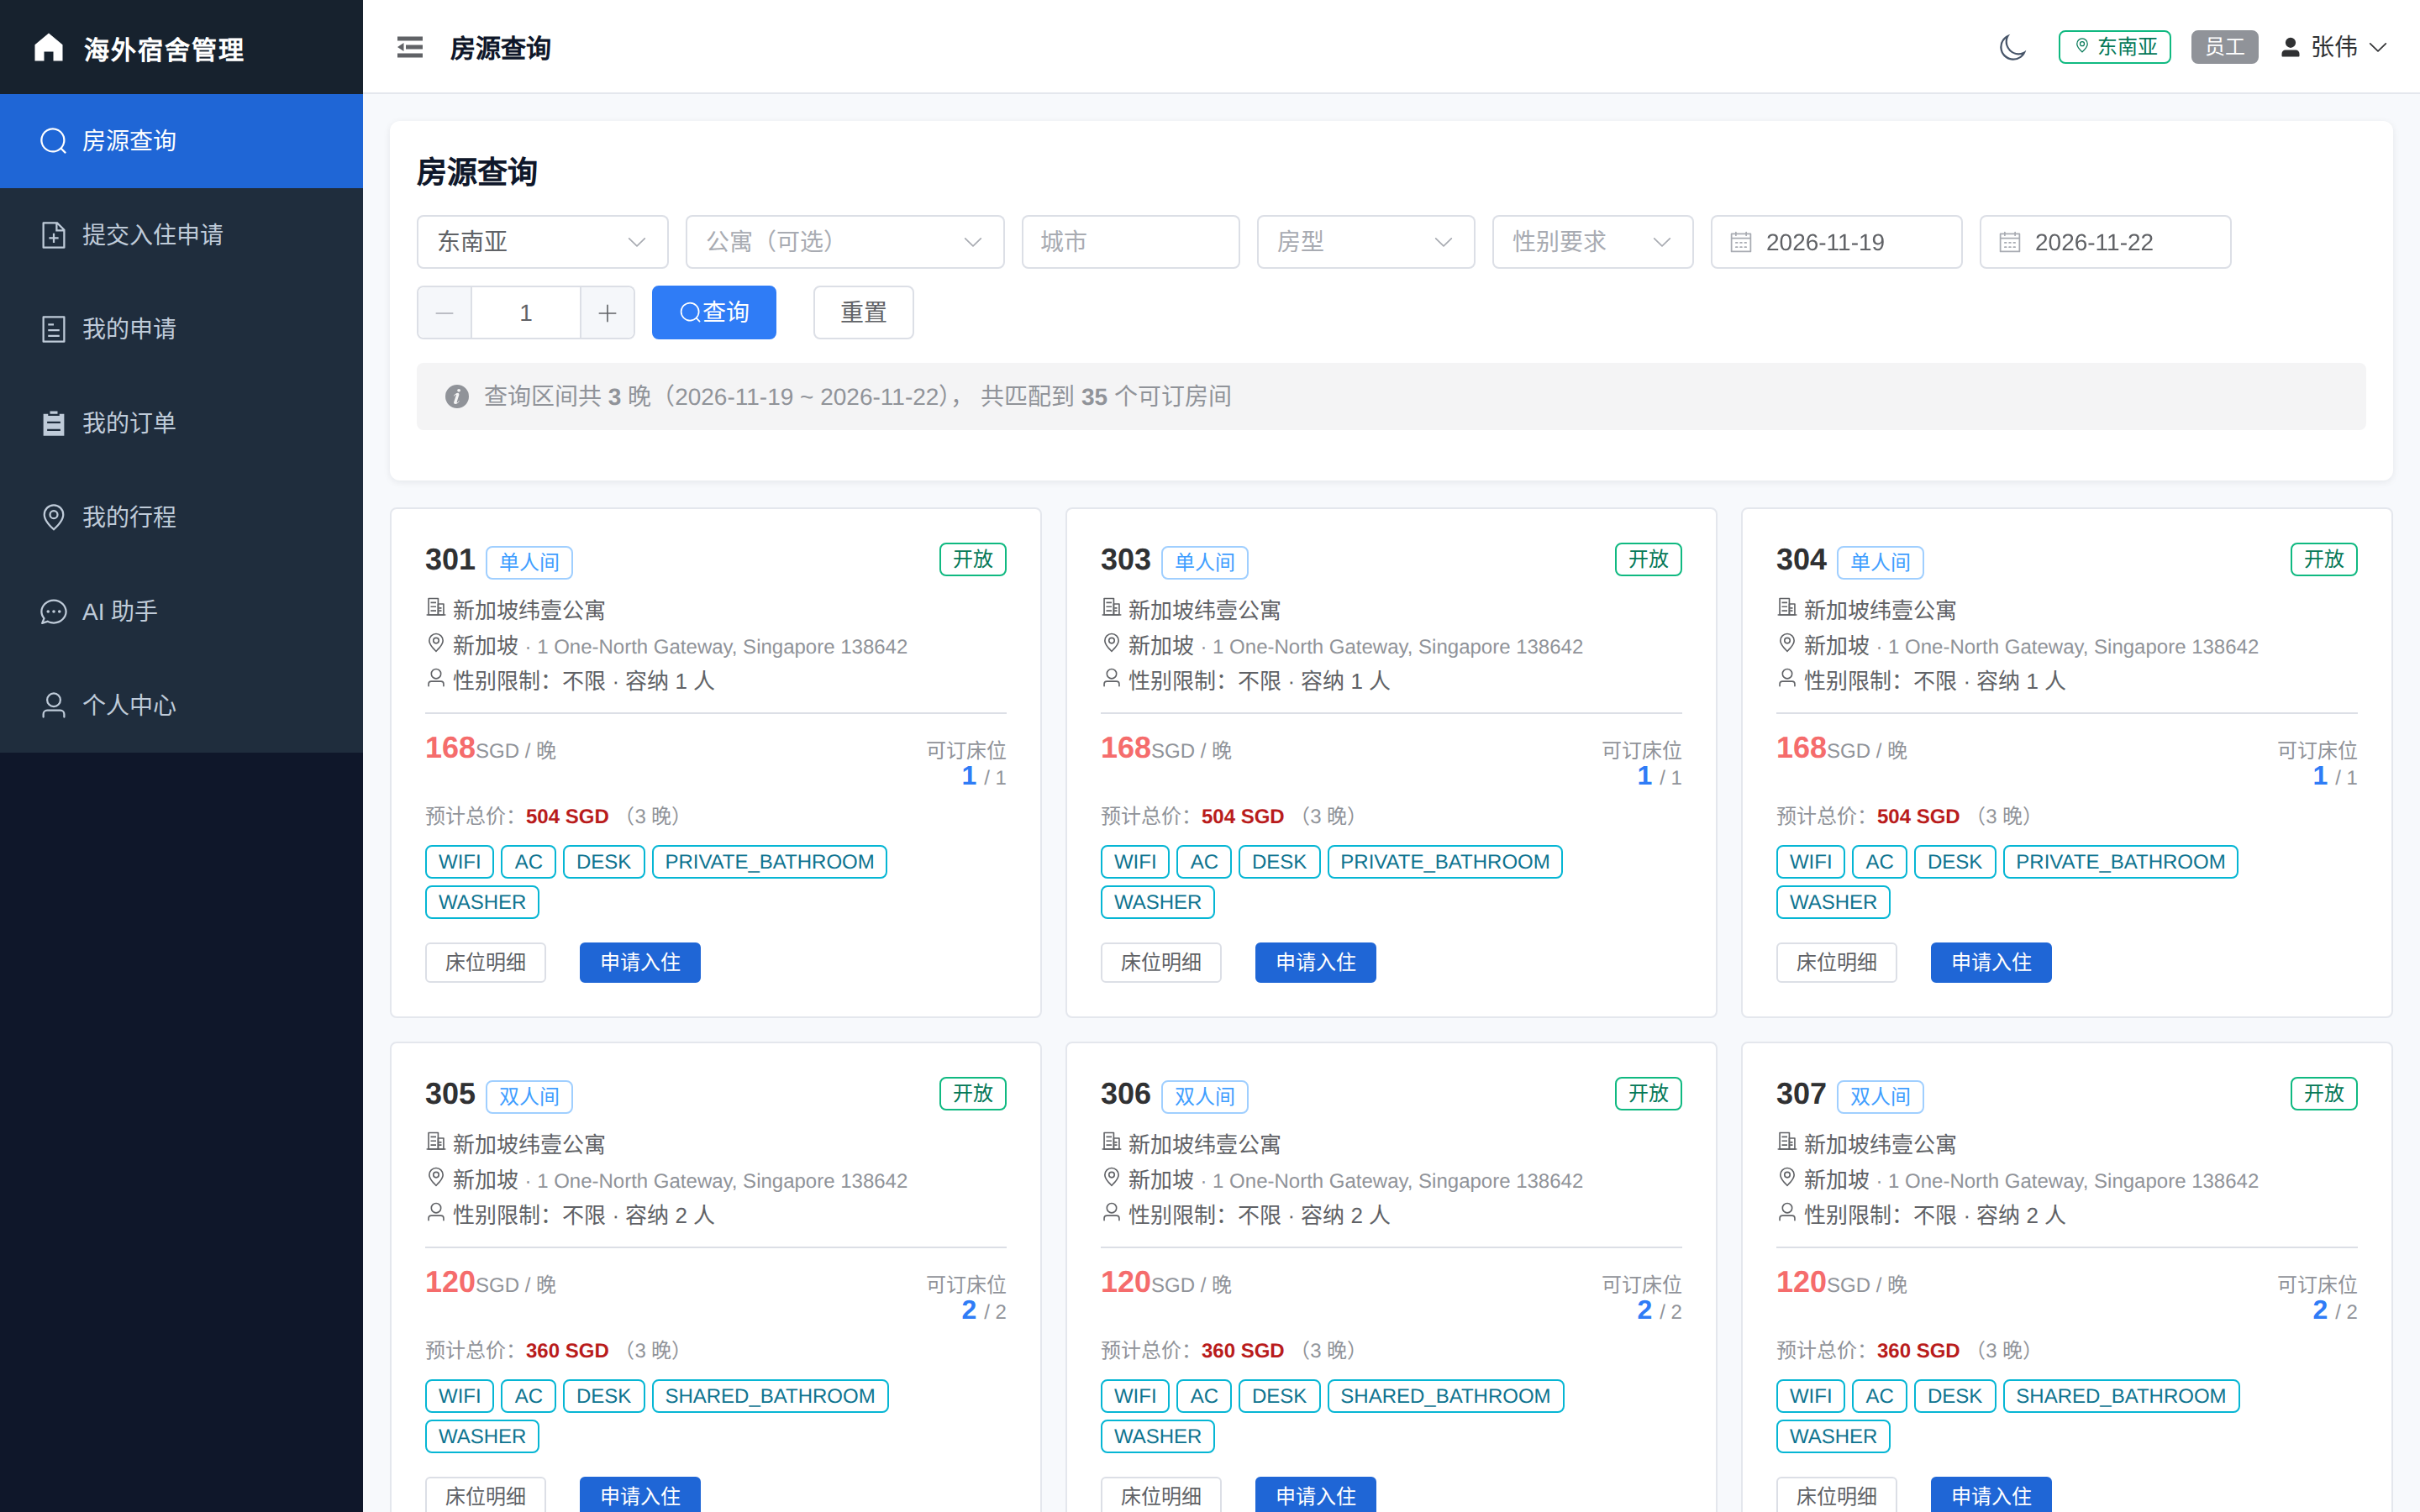 海外宿舍管理
房源查询
东南亚
员工
张伟
房源查询
提交入住申请
我的申请
我的订单
我的行程
AI 助手
个人中心
房源查询
东南亚 公寓（可选） 城市 房型 性别要求 2026-11-19 2026-11-22
1 查询 重置
查询区间共 3 晚（2026-11-19 ~ 2026-11-22）， 共匹配到 35 个可订房间
301 单人间 开放
新加坡纬壹公寓
新加坡 · 1 One-North Gateway, Singapore 138642
性别限制：不限 · 容纳 1 人
168SGD / 晚 可订床位
1 / 1
预计总价：504 SGD （3 晚）
WIFI AC DESK PRIVATE_BATHROOM
WASHER
床位明细 申请入住
303 单人间 开放
新加坡纬壹公寓
新加坡 · 1 One-North Gateway, Singapore 138642
性别限制：不限 · 容纳 1 人
168SGD / 晚 可订床位
1 / 1
预计总价：504 SGD （3 晚）
WIFI AC DESK PRIVATE_BATHROOM
WASHER
床位明细 申请入住
304 单人间 开放
新加坡纬壹公寓
新加坡 · 1 One-North Gateway, Singapore 138642
性别限制：不限 · 容纳 1 人
168SGD / 晚 可订床位
1 / 1
预计总价：504 SGD （3 晚）
WIFI AC DESK PRIVATE_BATHROOM
WASHER
床位明细 申请入住
305 双人间 开放
新加坡纬壹公寓
新加坡 · 1 One-North Gateway, Singapore 138642
性别限制：不限 · 容纳 2 人
120SGD / 晚 可订床位
2 / 2
预计总价：360 SGD （3 晚）
WIFI AC DESK SHARED_BATHROOM
WASHER
床位明细 申请入住
306 双人间 开放
新加坡纬壹公寓
新加坡 · 1 One-North Gateway, Singapore 138642
性别限制：不限 · 容纳 2 人
120SGD / 晚 可订床位
2 / 2
预计总价：360 SGD （3 晚）
WIFI AC DESK SHARED_BATHROOM
WASHER
床位明细 申请入住
307 双人间 开放
新加坡纬壹公寓
新加坡 · 1 One-North Gateway, Singapore 138642
性别限制：不限 · 容纳 2 人
120SGD / 晚 可订床位
2 / 2
预计总价：360 SGD （3 晚）
WIFI AC DESK SHARED_BATHROOM
WASHER
床位明细 申请入住